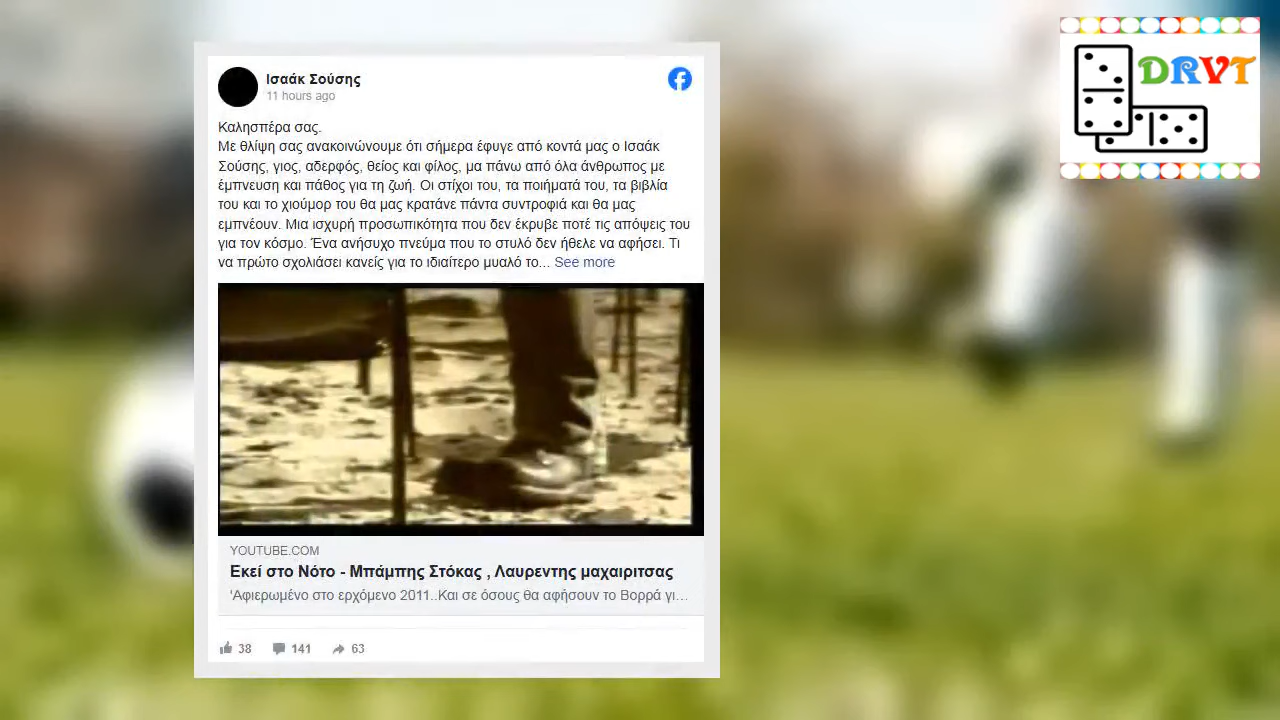 Ισαάκ Σούσης
11 hours ago
Καλησπέρα σας.
Με θλίψη σας ανακοινώνουμε ότι σήμερα έφυγε από κοντά μας ο Ισαάκ
Σούσης, γιος, αδερφός, θείος και φίλος, μα πάνω από όλα άνθρωπος με
έμπνευση και πάθος για τη ζωή. Οι στίχοι του, τα ποιήματά του, τα βιβλία
του και το χιούμορ του θα μας κρατάνε πάντα συντροφιά και θα μας
εμπνέουν. Μια ισχυρή προσωπικότητα που δεν έκρυβε ποτέ τις απόψεις του
για τον κόσμο. Ένα ανήσυχο πνεύμα που το στυλό δεν ήθελε να αφήσει. Τι
να πρώτο σχολιάσει κανείς για το ιδιαίτερο μυαλό το... See more
YOUTUBE.COM
Εκεί στο Νότο - Μπάμπης Στόκας , Λαυρεντης μαχαιριτσας
'Αφιερωμένο στο ερχόμενο 2011..Και σε όσους θα αφήσουν το Βορρά γι…
38 141 63
DRVT